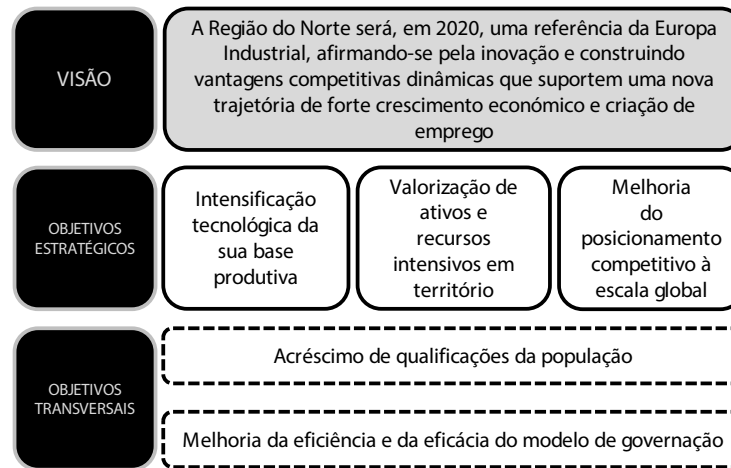 VISÃO
A Região do Norte será, em 2020, uma referência da Europa
Industrial, afirmando-se pela inovação e construindo
vantagens competitivas dinâmicas que suportem uma nova
trajetória de forte crescimento económico e criação de
emprego
OBJETIVOS
ESTRATÉGICOS
Intensificação
tecnológica da
sua base
produtiva
Valorização de
ativos e
recursos
intensivos em
território
Melhoria
do
posicionamento
competitivo à
escala global
OBJETIVOS
TRANSVERSAIS
Acréscimo de qualificações da população
Melhoria da eficiência e da eficácia do modelo de governação